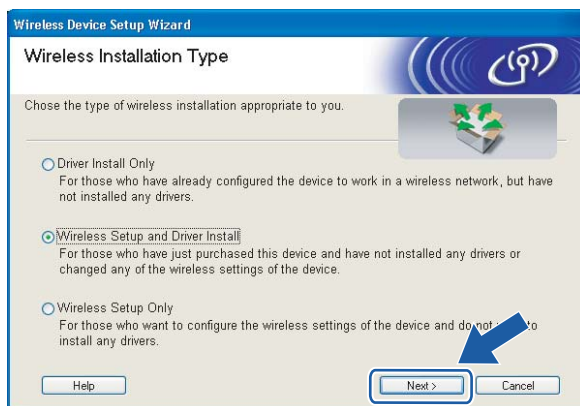 Wireless Device Setup Wizard
Wireless Installation Type
Chose the type of wireless installation appropriate to you.
Driver Install Only
For those who have already configured the device to work in a wireless network, but have
not installed any drivers.
Wireless Setup and Driver Install
For those who have just purchased this device and have not installed any drivers or
changed any of the wireless settings of the device.
Wireless Setup Only
For those who want to configure the wireless settings of the device and do not to
install any drivers.
Help
Next >
Cancel